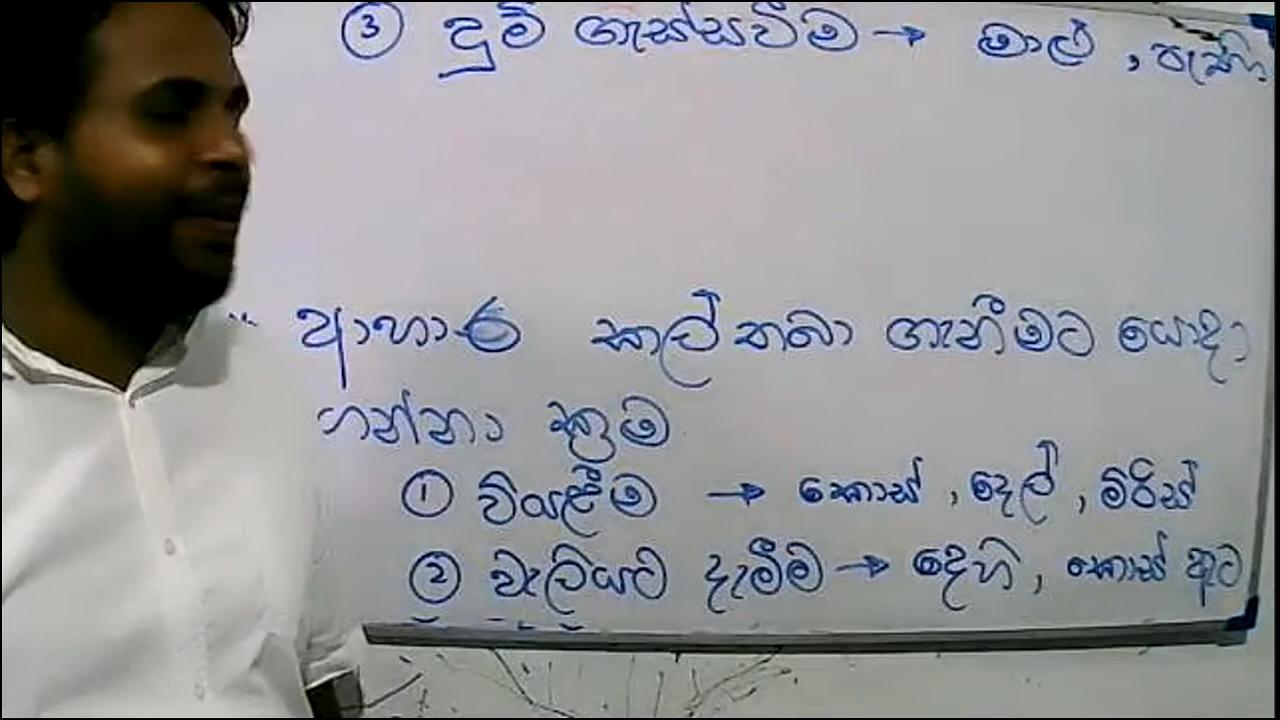 ③ දුම් ගැස්සවීම → මාලු, පැණි
ආහාර කල් තබා ගැනීමට යොදා
ගන්නා ක්‍රම
① වියළීම → කොස්, දෙල්, මිරිස්
② වැලියට දැමීම → දෙහි, කොස් ඇට